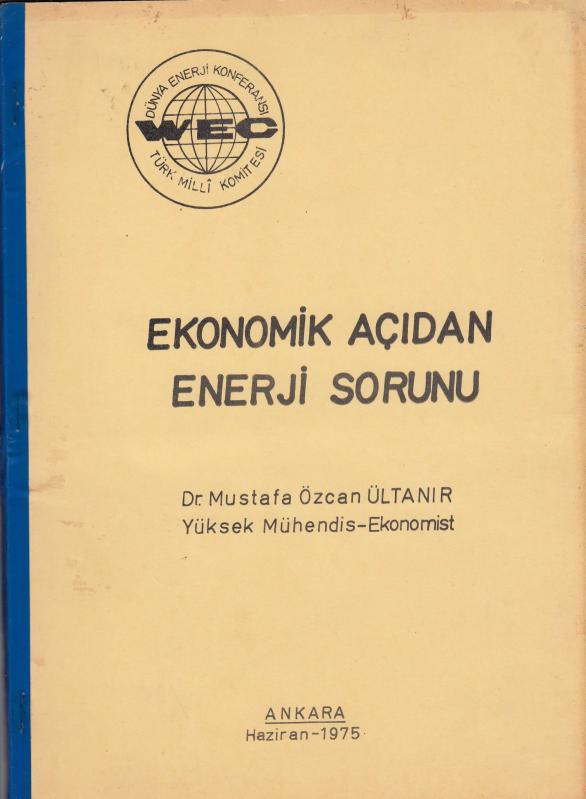 DÜNYA ENERJİ KONFERANSI
WEC
TÜRK MİLLÎ KOMİTESİ
EKONOMİK AÇIDAN
ENERJİ SORUNU
Dr. Mustafa Özcan ÜLTANIR
Yüksek Mühendis-Ekonomist
ANKARA
Haziran-1975